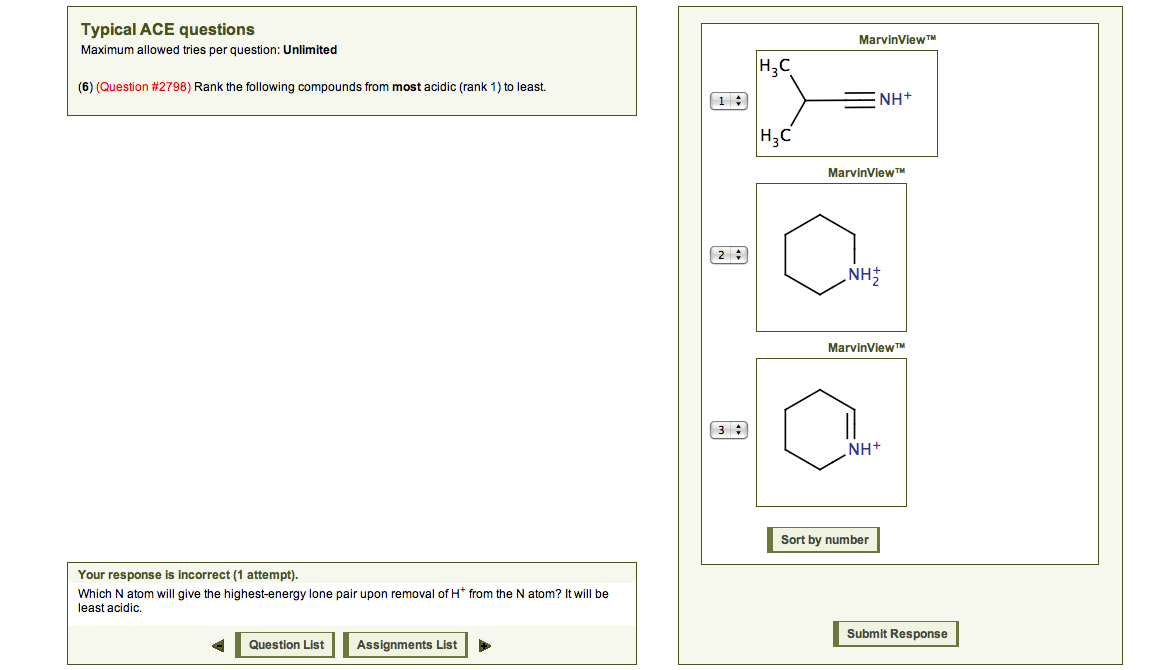 Typical ACE questions
Maximum allowed tries per question: Unlimited
(6) (Question #2798) Rank the following compounds from most acidic (rank 1) to least.
MarvinView™
1
H₃C
NH⁺
H₃C
MarvinView™
2
NH₂⁺
MarvinView™
3
NH⁺
Sort by number
Submit Response
Your response is incorrect (1 attempt).
Which N atom will give the highest-energy lone pair upon removal of H⁺ from the N atom? It will be
least acidic.
Question List
Assignments List